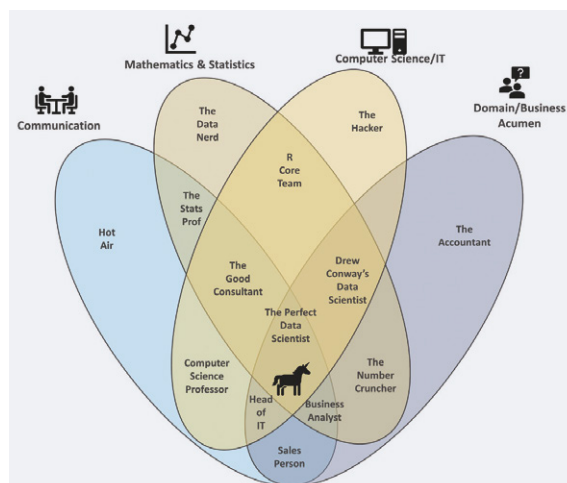 Mathematics & Statistics
Computer Science/IT
Communication
Domain/Business
Acumen
?
The
Data
Nerd
The
Hacker
R
Core
Team
The
Stats
Prof
Hot
Air
The
Accountant
The
Good
Consultant
Drew
Conway's
Data
Scientist
The Perfect
Data
Scientist
Computer
Science
Professor
The
Number
Cruncher
Head
of
IT
Business
Analyst
Sales
Person